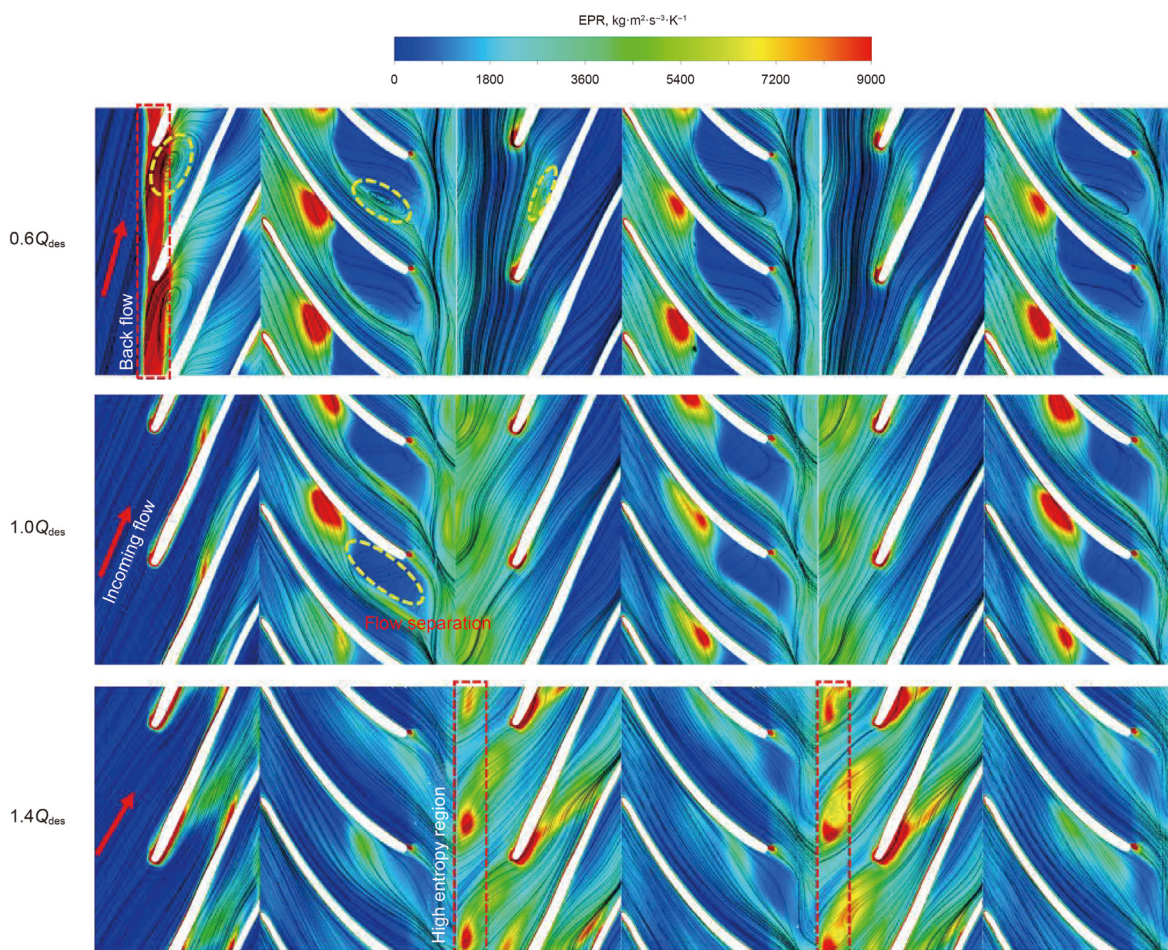 EPR, kg·m²·s⁻³·K⁻¹
0 1800 3600 5400 7200 9000
0.6Qdes
Back flow
1.0Qdes
Incoming flow
Flow separation
1.4Qdes
High entropy region